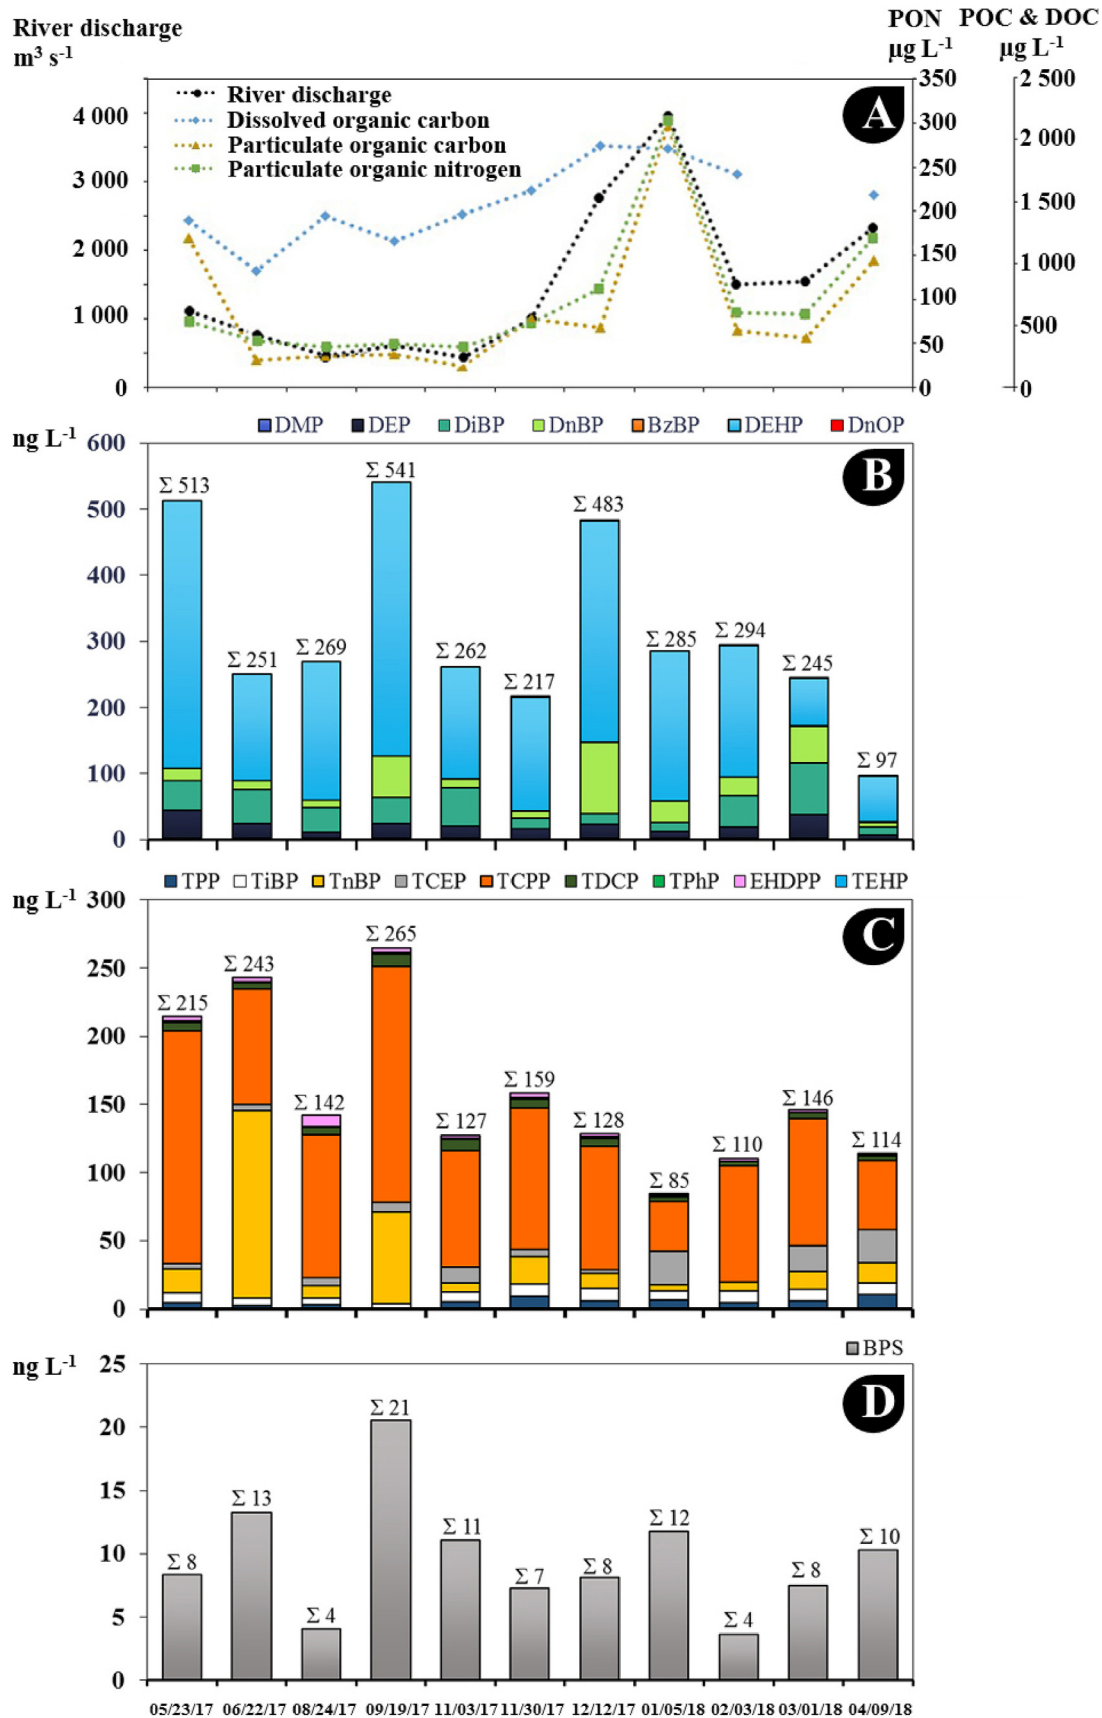 River discharge
m³ s⁻¹
PON
µg L⁻¹
POC & DOC
µg L⁻¹
River discharge
Dissolved organic carbon
Particulate organic carbon
Particulate organic nitrogen
A
4 000
3 000
2 000
1 000
0
350
300
250
200
150
100
50
0
2 500
2 000
1 500
1 000
500
0
ng L⁻¹
DMP DEP DiBP DnBP BzBP DEHP DnOP
B
600
500
400
300
200
100
0
Σ 513
Σ 251
Σ 269
Σ 541
Σ 262
Σ 217
Σ 483
Σ 285
Σ 294
Σ 245
Σ 97
ng L⁻¹
TPP TiBP TnBP TCEP TCPP TDCP TPhP EHDPP TEHP
C
300
250
200
150
100
50
0
Σ 215
Σ 243
Σ 142
Σ 265
Σ 127
Σ 159
Σ 128
Σ 85
Σ 110
Σ 146
Σ 114
ng L⁻¹
BPS
D
25
20
15
10
5
0
Σ 8
Σ 13
Σ 4
Σ 21
Σ 11
Σ 7
Σ 8
Σ 12
Σ 4
Σ 8
Σ 10
05/23/17 06/22/17 08/24/17 09/19/17 11/03/17 11/30/17 12/12/17 01/05/18 02/03/18 03/01/18 04/09/18